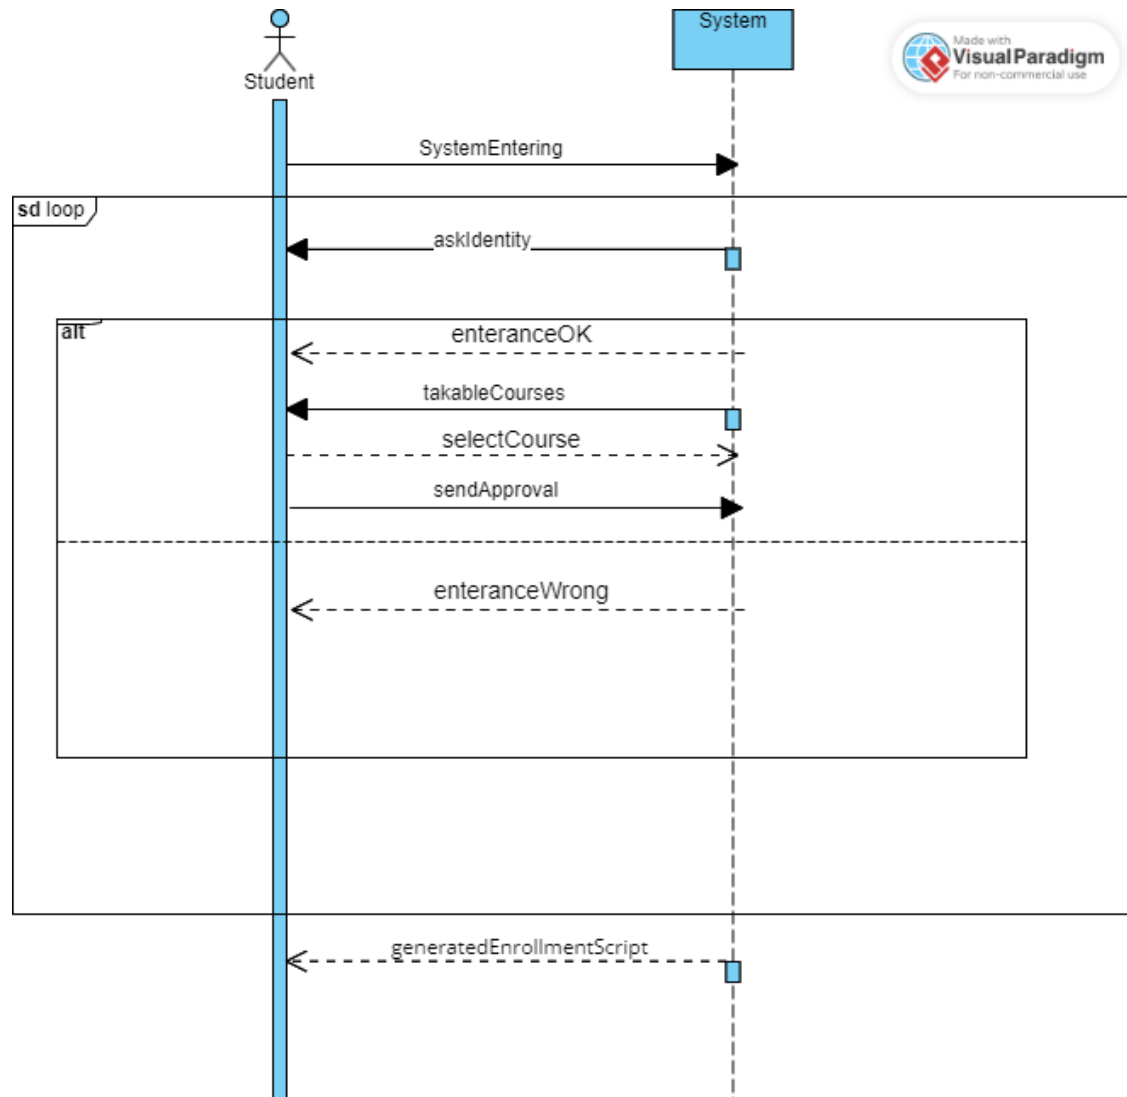 Student
System
Made with
Visual Paradigm
For non-commercial use
SystemEntering
sd loop
askIdentity
alt
enteranceOK
takableCourses
selectCourse
sendApproval
enteranceWrong
generatedEnrollmentScript